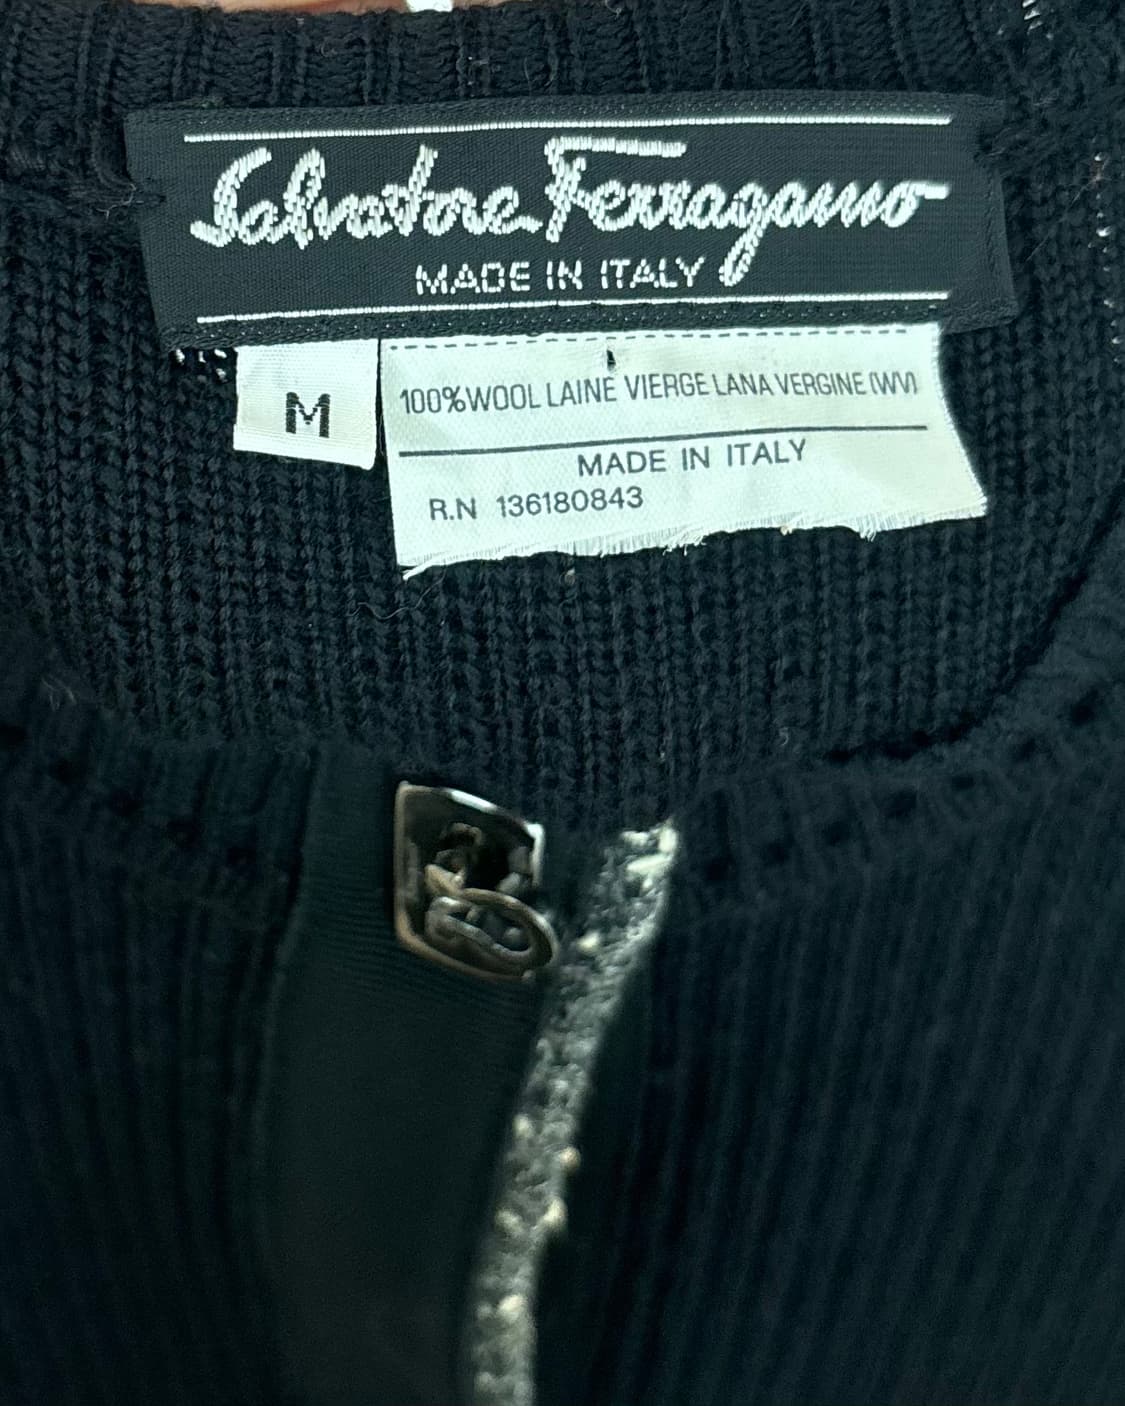 Salvatore Ferragamo
MADE IN ITALY
M
100%WOOL LAINE VIERGE LANA VERGINE (WV)
MADE IN ITALY
R.N 136180843